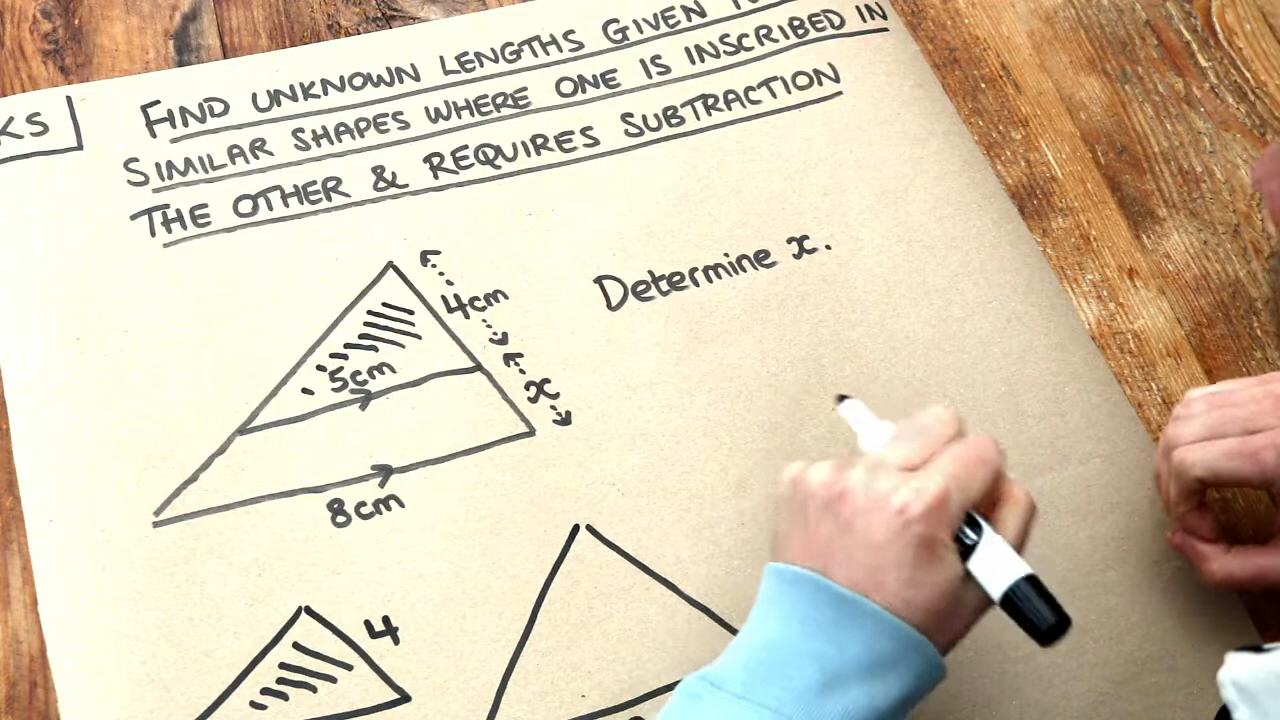 KS
FIND UNKNOWN LENGTHS GIVEN
SIMILAR SHAPES WHERE ONE IS INSCRIBED IN
THE OTHER & REQUIRES SUBTRACTION
Determine x.
4cm
5cm
x
8cm
4